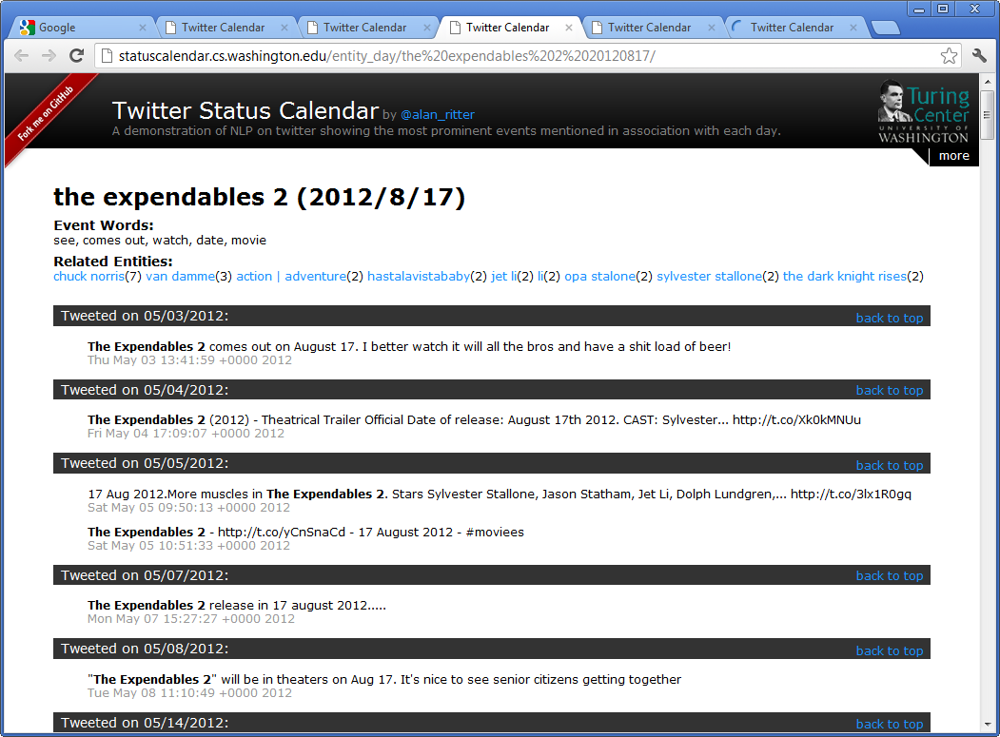 Google
Twitter Calendar
Twitter Calendar
Twitter Calendar
Twitter Calendar
Twitter Calendar
statuscalendar.cs.washington.edu/entity_day/the%20expendables%202%2020120817/
Fork me on GitHub
Twitter Status Calendar by @alan_ritter
A demonstration of NLP on twitter showing the most prominent events mentioned in association with each day.
Turing
Center
UNIVERSITY OF
WASHINGTON
more
the expendables 2 (2012/8/17)
Event Words:
see, comes out, watch, date, movie
Related Entities:
chuck norris(7) van damme(3) action | adventure(2) hastalavistababy(2) jet li(2) li(2) opa stalone(2) sylvester stallone(2) the dark knight rises(2)
Tweeted on 05/03/2012: back to top
The Expendables 2 comes out on August 17. I better watch it will all the bros and have a shit load of beer!
Thu May 03 13:41:59 +0000 2012
Tweeted on 05/04/2012: back to top
The Expendables 2 (2012) - Theatrical Trailer Official Date of release: August 17th 2012. CAST: Sylvester... http://t.co/Xk0kMNUu
Fri May 04 17:09:07 +0000 2012
Tweeted on 05/05/2012: back to top
17 Aug 2012.More muscles in The Expendables 2. Stars Sylvester Stallone, Jason Statham, Jet Li, Dolph Lundgren,... http://t.co/3lx1R0gq
Sat May 05 09:50:13 +0000 2012
The Expendables 2 - http://t.co/yCnSnaCd - 17 August 2012 - #moviees
Sat May 05 10:51:33 +0000 2012
Tweeted on 05/07/2012: back to top
The Expendables 2 release in 17 august 2012.....
Mon May 07 15:27:27 +0000 2012
Tweeted on 05/08/2012: back to top
"The Expendables 2" will be in theaters on Aug 17. It's nice to see senior citizens getting together
Tue May 08 11:10:49 +0000 2012
Tweeted on 05/14/2012: back to top